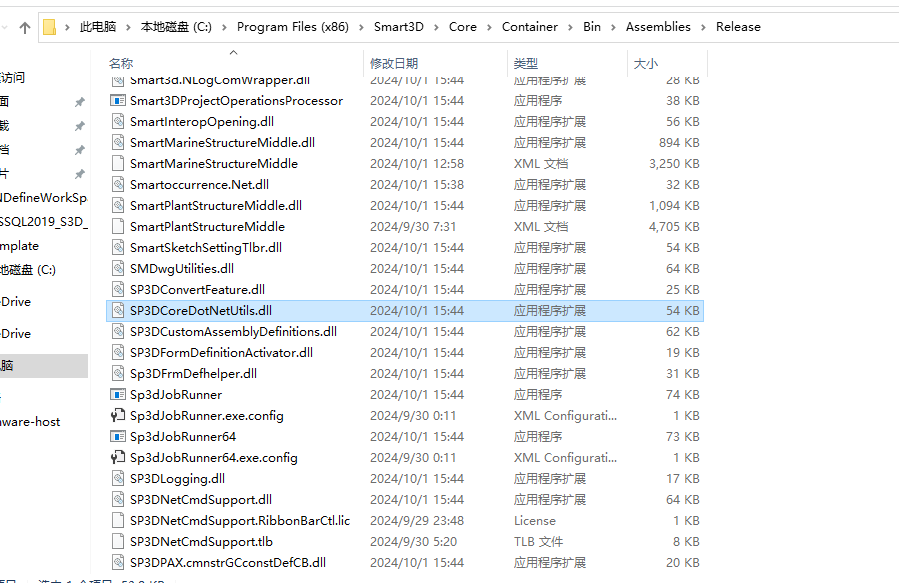 此电脑 › 本地磁盘 (C:) › Program Files (x86) › Smart3D › Core › Container › Bin › Assemblies › Release
名称 修改日期 类型 大小
Smart3d.NLogComWrapper.dll 2024/10/1 15:44 应用程序扩展 28 KB
Smart3DProjectOperationsProcessor 2024/10/1 15:44 应用程序 38 KB
SmartInteropOpening.dll 2024/10/1 15:44 应用程序扩展 56 KB
SmartMarineStructureMiddle.dll 2024/10/1 15:44 应用程序扩展 894 KB
SmartMarineStructureMiddle 2024/10/1 12:58 XML 文档 3,250 KB
Smartoccurrence.Net.dll 2024/10/1 15:38 应用程序扩展 32 KB
SmartPlantStructureMiddle.dll 2024/10/1 15:44 应用程序扩展 1,094 KB
SmartPlantStructureMiddle 2024/9/30 7:31 XML 文档 4,705 KB
SmartSketchSettingTlbr.dll 2024/10/1 15:44 应用程序扩展 54 KB
SMDwgUtilities.dll 2024/10/1 15:44 应用程序扩展 64 KB
SP3DConvertFeature.dll 2024/10/1 15:44 应用程序扩展 25 KB
SP3DCoreDotNetUtils.dll 2024/10/1 15:44 应用程序扩展 54 KB
SP3DCustomAssemblyDefinitions.dll 2024/10/1 15:44 应用程序扩展 62 KB
SP3DFormDefinitionActivator.dll 2024/10/1 15:44 应用程序扩展 19 KB
Sp3DFrmDefhelper.dll 2024/10/1 15:44 应用程序扩展 31 KB
Sp3dJobRunner 2024/10/1 15:44 应用程序 74 KB
Sp3dJobRunner.exe.config 2024/9/30 0:11 XML Configurati... 1 KB
Sp3dJobRunner64 2024/10/1 15:44 应用程序 73 KB
Sp3dJobRunner64.exe.config 2024/9/30 0:11 XML Configurati... 1 KB
SP3DLogging.dll 2024/10/1 15:44 应用程序扩展 17 KB
SP3DNetCmdSupport.dll 2024/10/1 15:44 应用程序扩展 64 KB
SP3DNetCmdSupport.RibbonBarCtl.lic 2024/9/29 23:48 License 1 KB
SP3DNetCmdSupport.tlb 2024/9/30 5:20 TLB 文件 8 KB
SP3DPAX.cmnstrGCconstDefCB.dll 2024/10/1 15:44 应用程序扩展 20 KB
访问
面
载
档
片
NDefineWorkSpa
SSQL2019_S3D_
mplate
地磁盘 (C:)
Drive
Drive
脑
ware-host